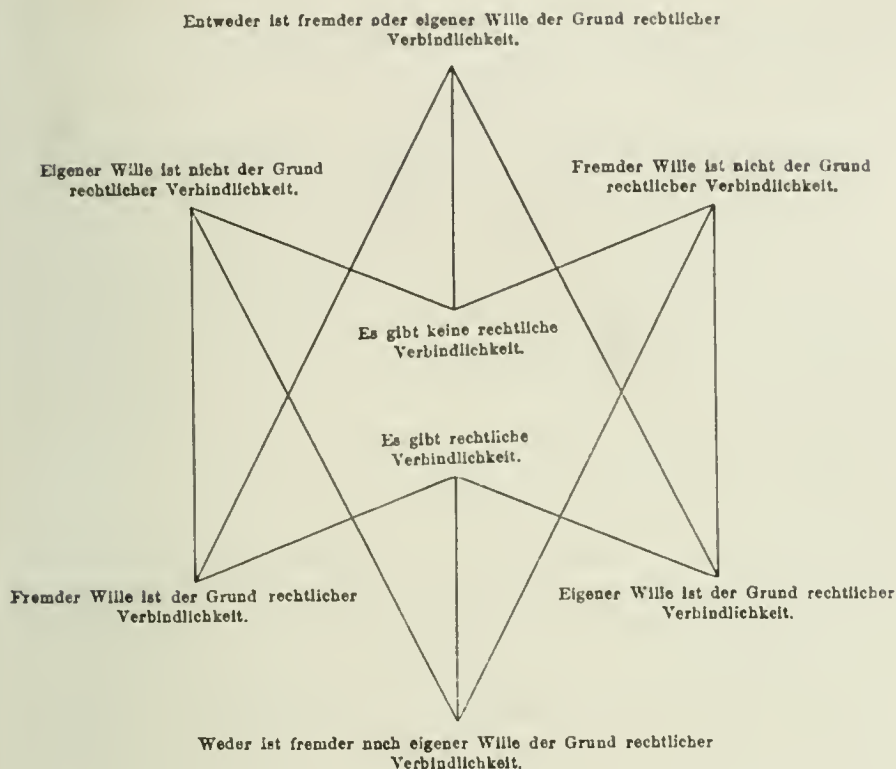 Entweder ist fremder oder eigener Wille der Grund rechtlicher
Verbindlichkeit.
Eigener Wille ist nicht der Grund
rechtlicher Verbindlichkeit.
Fremder Wille ist nicht der Grund
rechtlicher Verbindlichkeit.
Es gibt keine rechtliche
Verbindlichkeit.
Es gibt rechtliche
Verbindlichkeit.
Fremder Wille ist der Grund rechtlicher
Verbindlichkeit.
Eigener Wille ist der Grund rechtlicher
Verbindlichkeit.
Weder ist fremder noch eigener Wille der Grund rechtlicher
Verbindlichkeit.